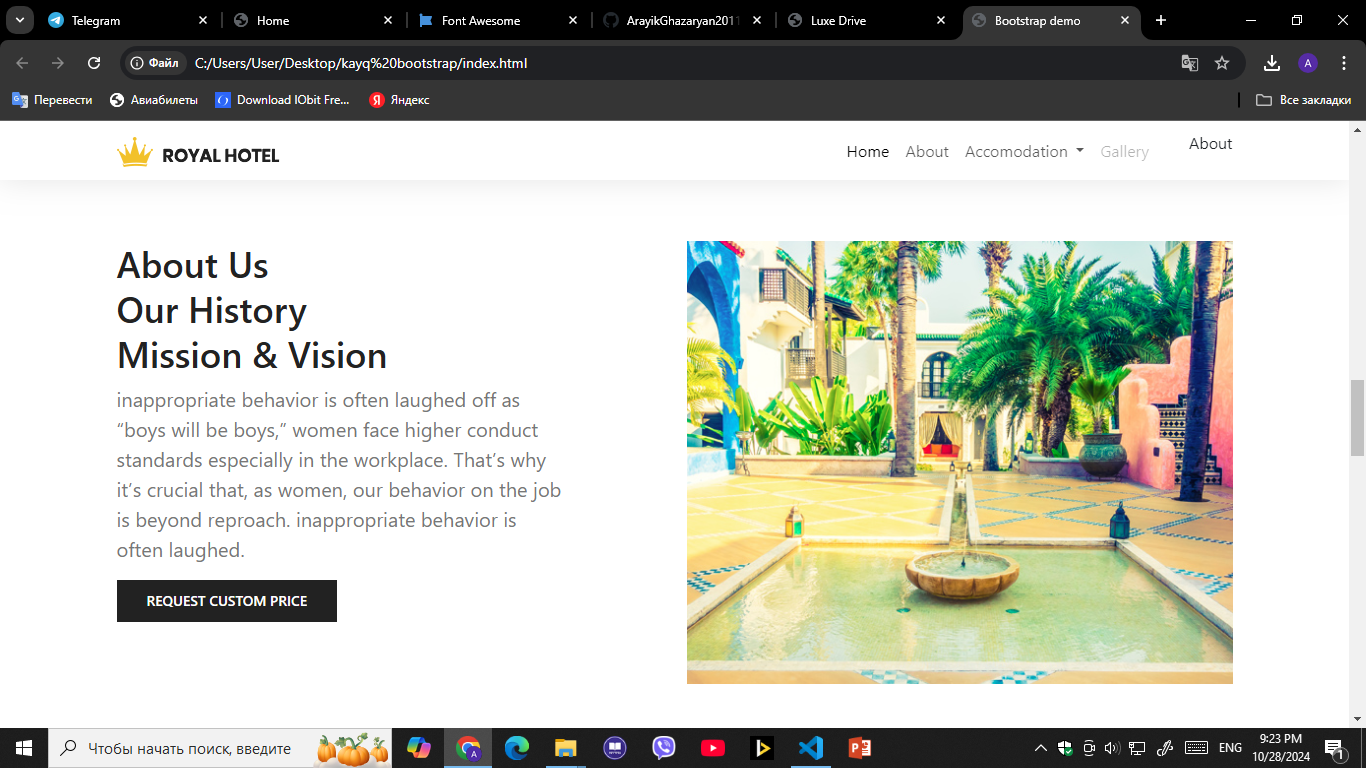 Telegram
Home
Font Awesome
ArayikGhazaryan2011
Luxe Drive
Bootstrap demo
Файл
C:/Users/User/Desktop/kayq%20bootstrap/index.html
A
Перевести
Авиабилеты
Download IObit Fre...
Яндекс
Все закладки
ROYAL HOTEL
Home
About
Accomodation
Gallery
About
About Us
Our History
Mission & Vision
inappropriate behavior is often laughed off as
“boys will be boys,” women face higher conduct
standards especially in the workplace. That’s why
it’s crucial that, as women, our behavior on the job
is beyond reproach. inappropriate behavior is
often laughed.
REQUEST CUSTOM PRICE
Чтобы начать поиск, введите
ENG
9:23 PM
10/28/2024
1